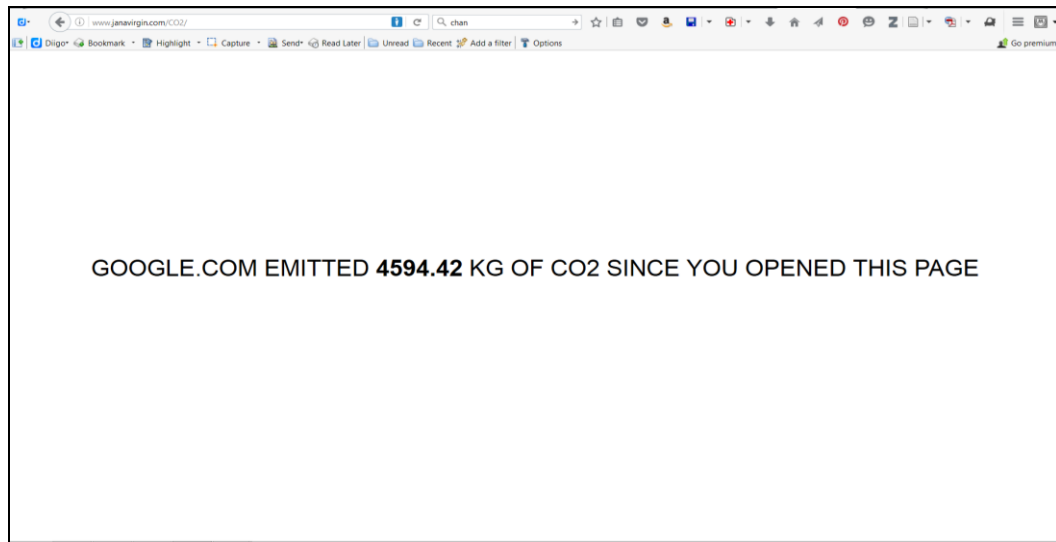 www.janavirgin.com/CO2/
chan
Diigo
Bookmark
Highlight
Capture
Send
Read Later
Unread
Recent
Add a filter
Options
Go premium
GOOGLE.COM EMITTED 4594.42 KG OF CO2 SINCE YOU OPENED THIS PAGE